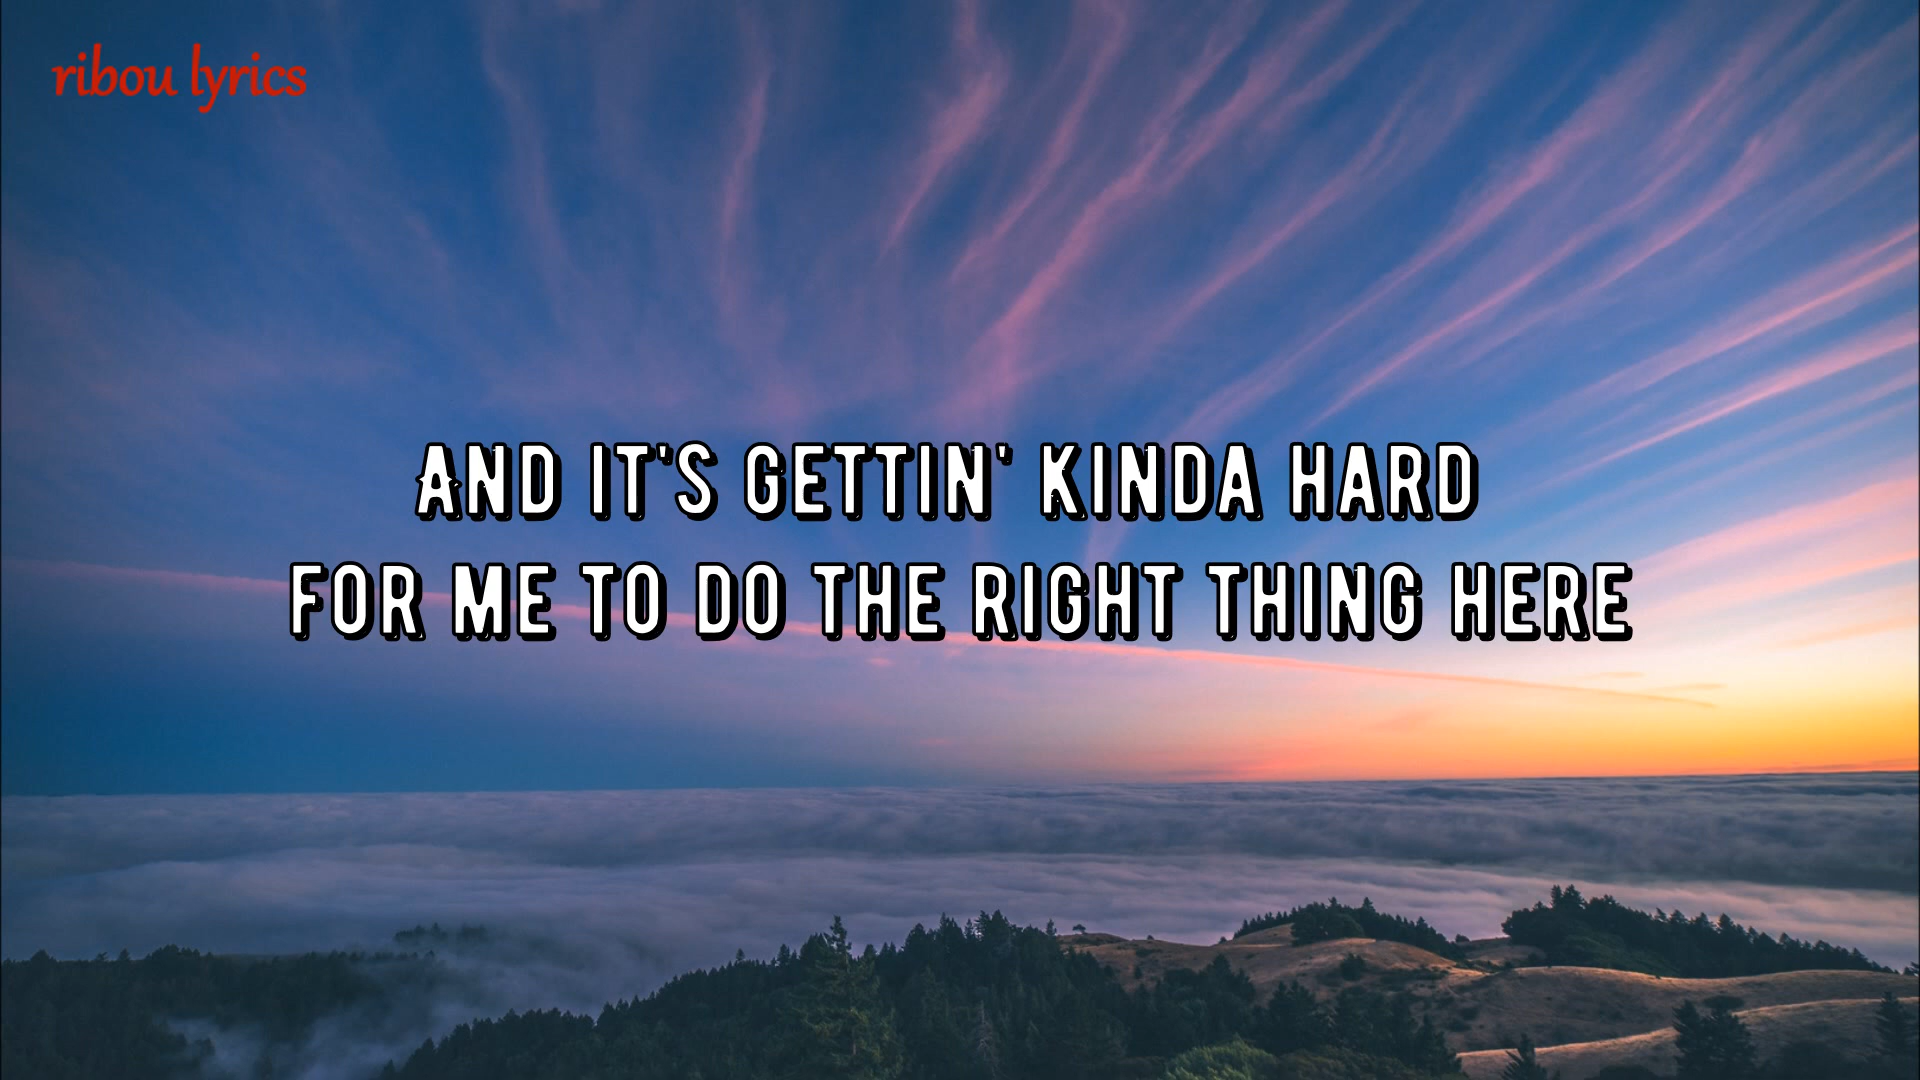 ribou lyrics
AND IT'S GETTIN' KINDA HARD
FOR ME TO DO THE RIGHT THING HERE